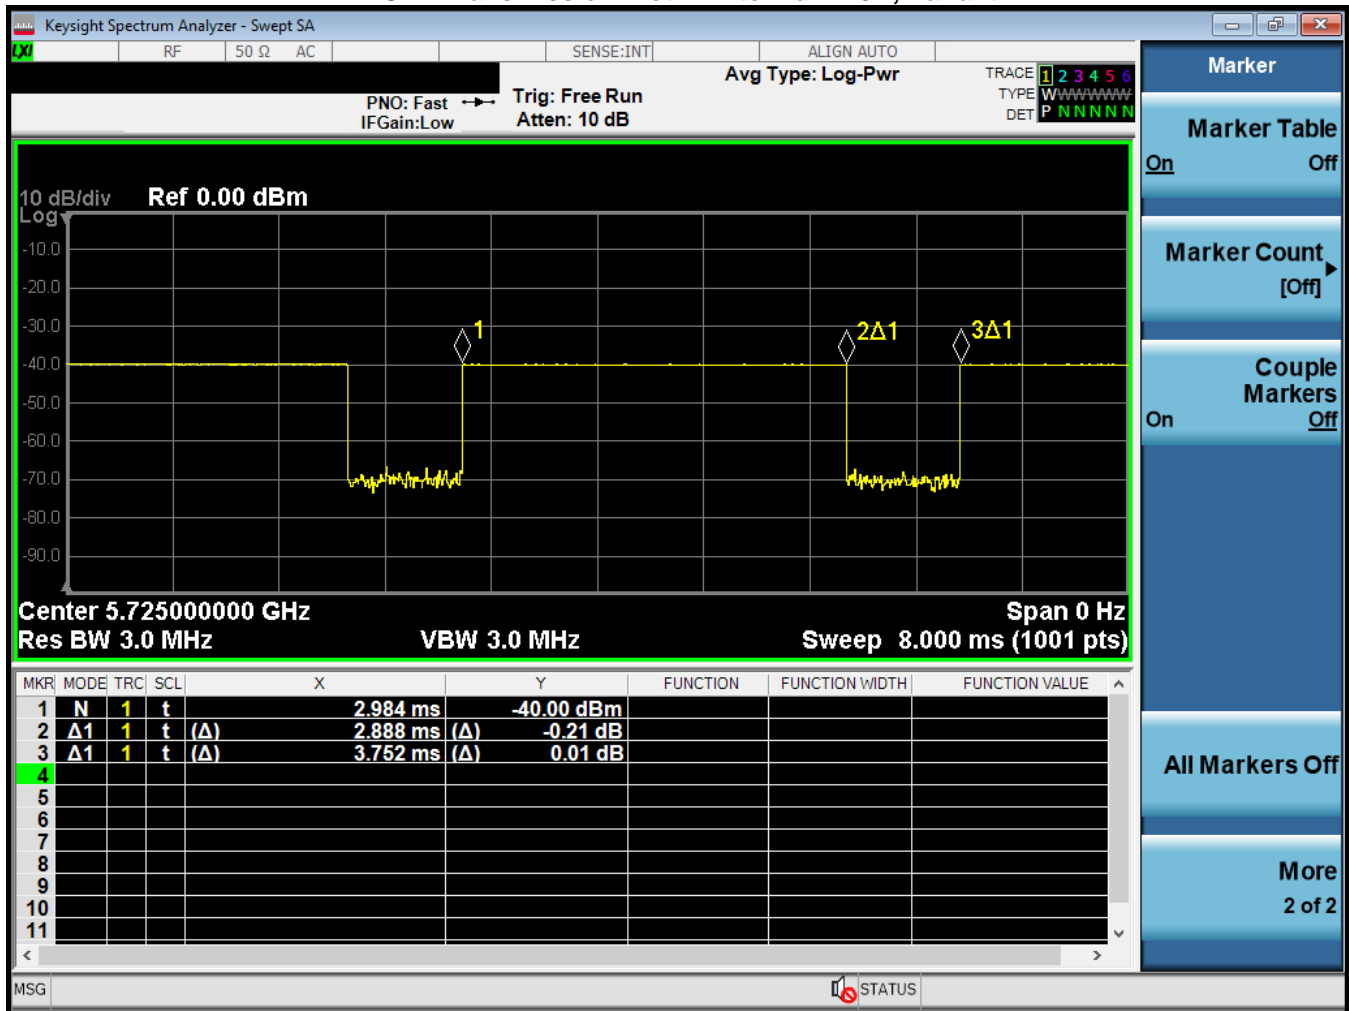 Keysight Spectrum Analyzer - Swept SA
LXI RF 50 Ω AC SENSE:INT ALIGN AUTO
Avg Type: Log-Pwr
PNO: Fast
IFGain:Low
Trig: Free Run
Atten: 10 dB
TRACE 1 2 3 4 5 6
TYPE WWWWWW
DET P N N N N N
10 dB/div Ref 0.00 dBm
Log
-10.0
-20.0
-30.0
-40.0
-50.0
-60.0
-70.0
-80.0
-90.0
1
2Δ1
3Δ1
Center 5.725000000 GHz Span 0 Hz
Res BW 3.0 MHz VBW 3.0 MHz Sweep 8.000 ms (1001 pts)
MKR MODE TRC SCL X Y FUNCTION FUNCTION WIDTH FUNCTION VALUE
1 N 1 t 2.984 ms -40.00 dBm
2 Δ1 1 t (Δ) 2.888 ms (Δ) -0.21 dB
3 Δ1 1 t (Δ) 3.752 ms (Δ) 0.01 dB
4
5
6
7
8
9
10
11
MSG STATUS
Marker
Marker Table
On Off
Marker Count
[Off]
Couple
Markers
On Off
All Markers Off
More
2 of 2